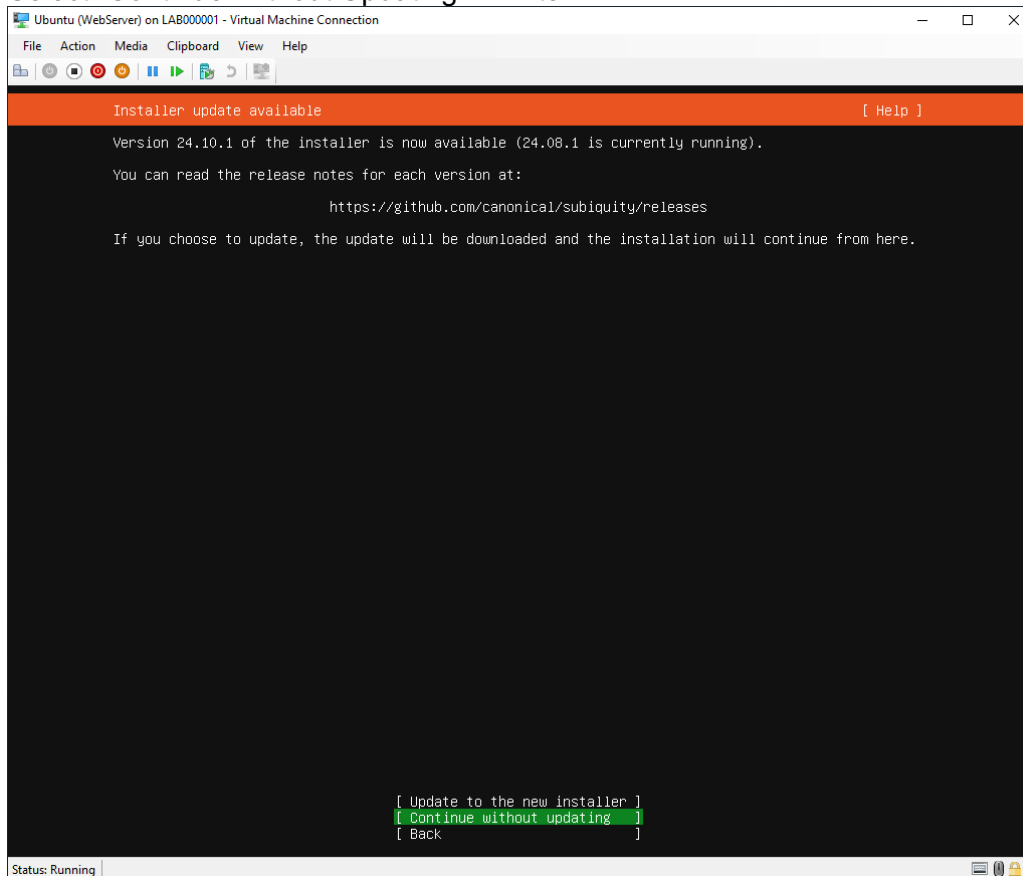 Ubuntu (WebServer) on LAB000001 - Virtual Machine Connection
File Action Media Clipboard View Help
Installer update available [ Help ]
Version 24.10.1 of the installer is now available (24.08.1 is currently running).
You can read the release notes for each version at:
https://github.com/canonical/subiquity/releases
If you choose to update, the update will be downloaded and the installation will continue from here.
[ Update to the new installer ]
[ Continue without updating ]
[ Back ]
Status: Running